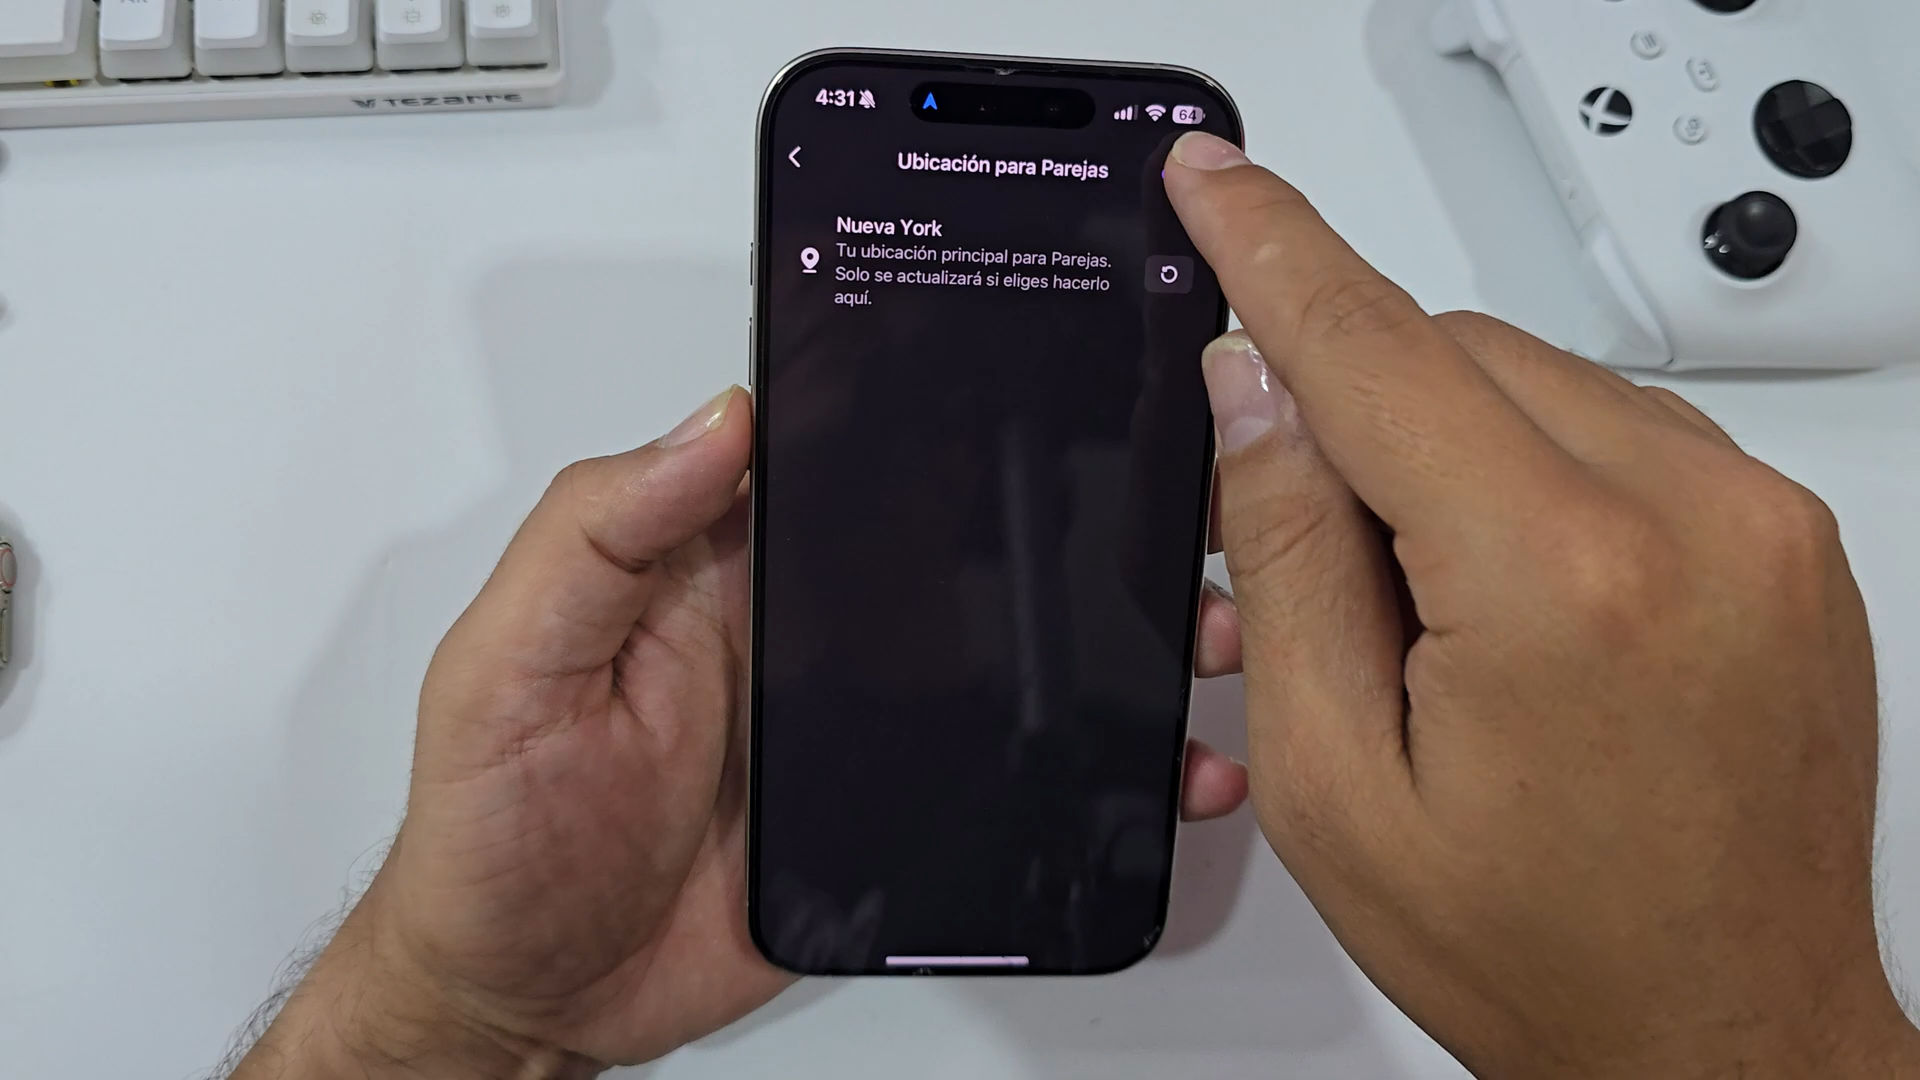 TEZARRE
4:31
64
Ubicación para Parejas
Nueva York
Tu ubicación principal para Parejas.
Solo se actualizará si eliges hacerlo
aquí.